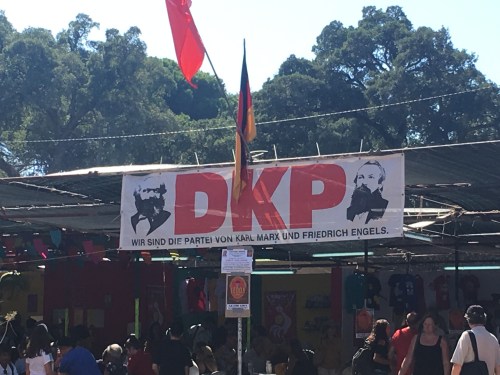 DKP
WIR SIND DIE PARTEI VON KARL MARX UND FRIEDRICH ENGELS.